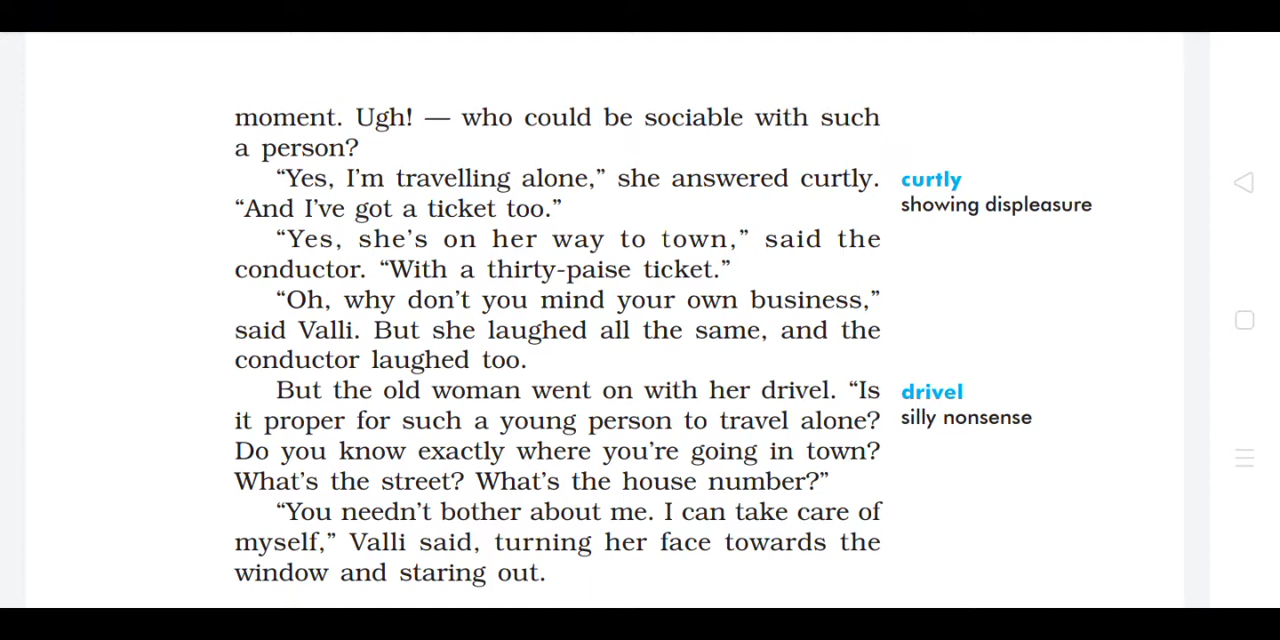 moment. Ugh! — who could be sociable with such
a person?
“Yes, I’m travelling alone,” she answered curtly.
“And I’ve got a ticket too.”
curtly
showing displeasure
“Yes, she’s on her way to town,” said the
conductor. “With a thirty-paise ticket.”
“Oh, why don’t you mind your own business,”
said Valli. But she laughed all the same, and the
conductor laughed too.
But the old woman went on with her drivel. “Is
it proper for such a young person to travel alone?
Do you know exactly where you’re going in town?
What’s the street? What’s the house number?”
drivel
silly nonsense
“You needn’t bother about me. I can take care of
myself,” Valli said, turning her face towards the
window and staring out.